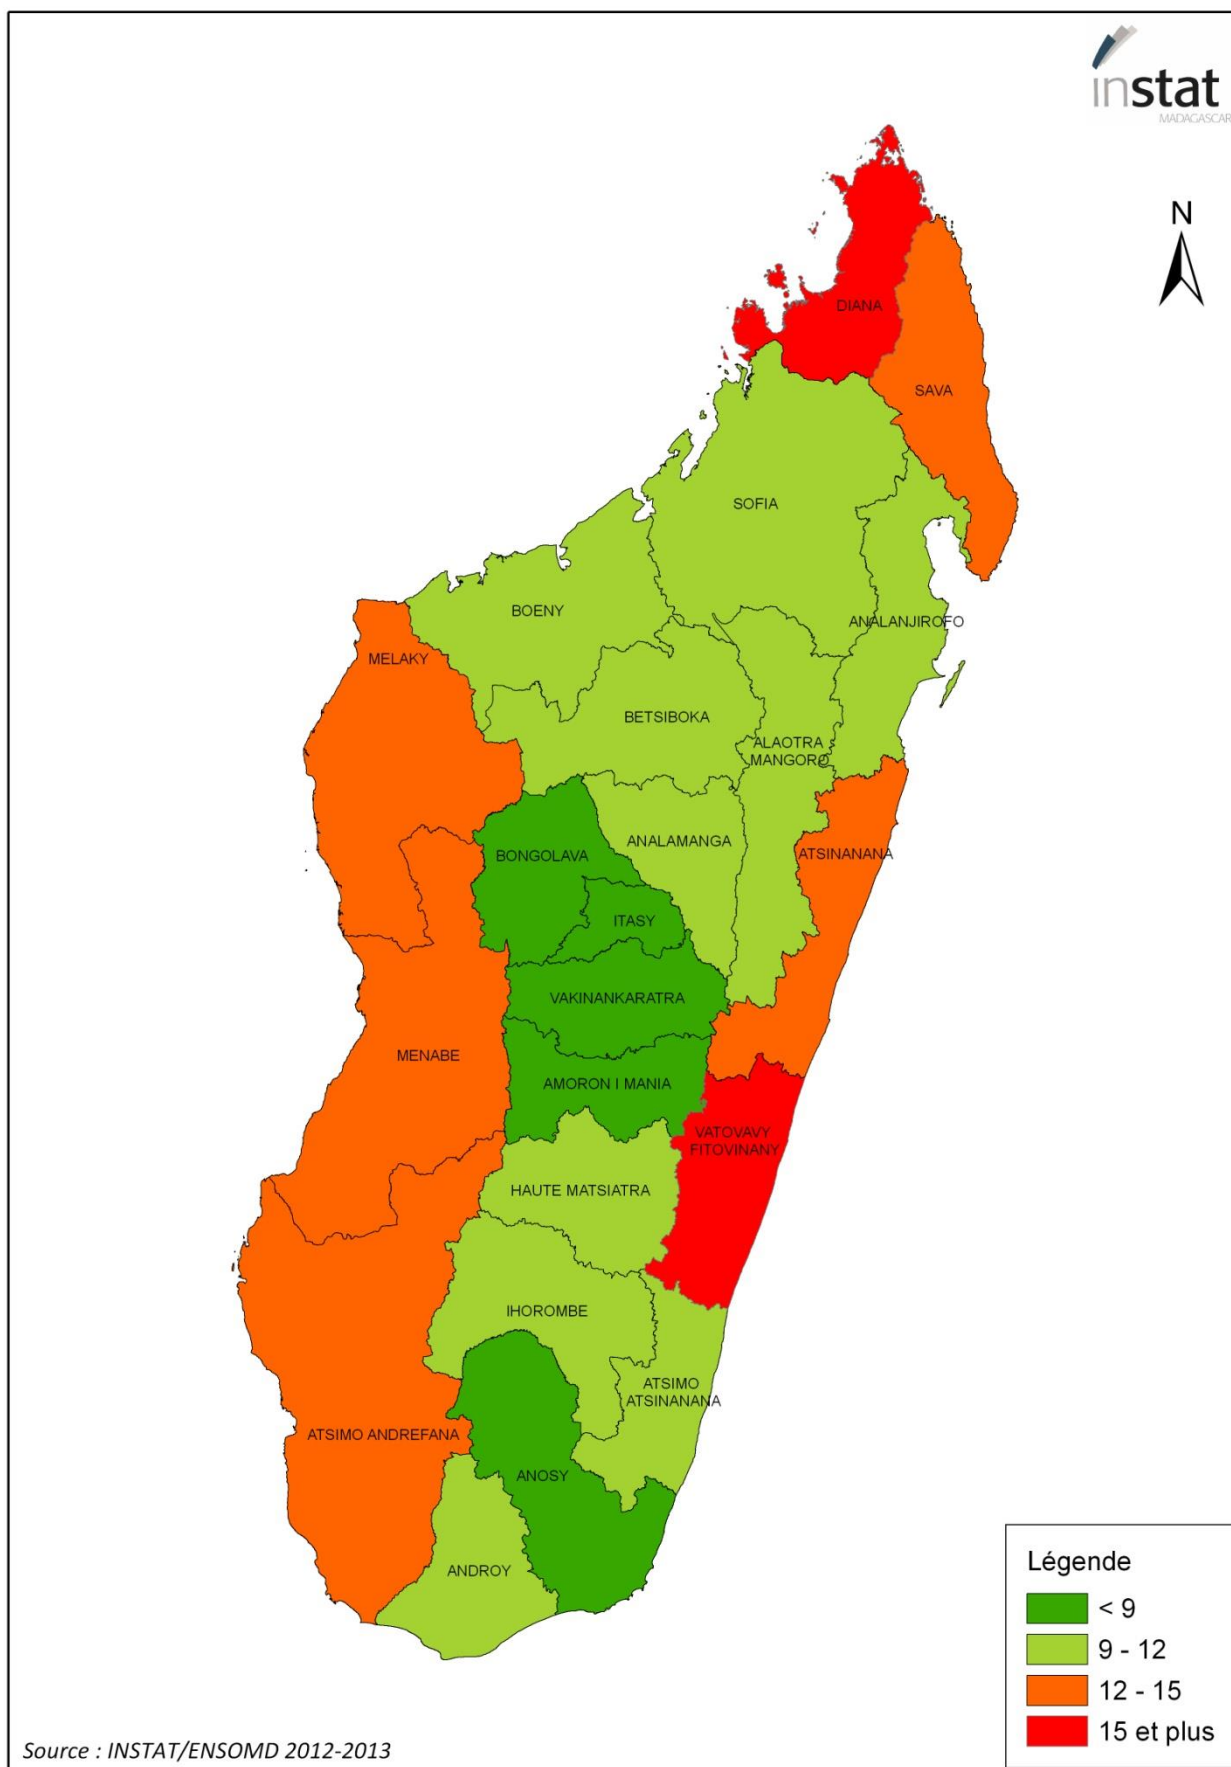 instat
MADAGASCAR
N
DIANA
SAVA
SOFIA
BOENY
ANALANJIROFO
MELAKY
BETSIBOKA
ALAOTRA
MANGORO
ANALAMANGA
ATSINANANA
BONGOLAVA
ITASY
VAKINANKARATRA
MENABE
AMORON I MANIA
VATOVAVY
FITOVINANY
HAUTE MATSIATRA
IHOROMBE
ATSIMO
ATSINANANA
ATSIMO ANDREFANA
ANOSY
ANDROY
Légende
< 9
9 - 12
12 - 15
15 et plus
Source : INSTAT/ENSOMD 2012-2013